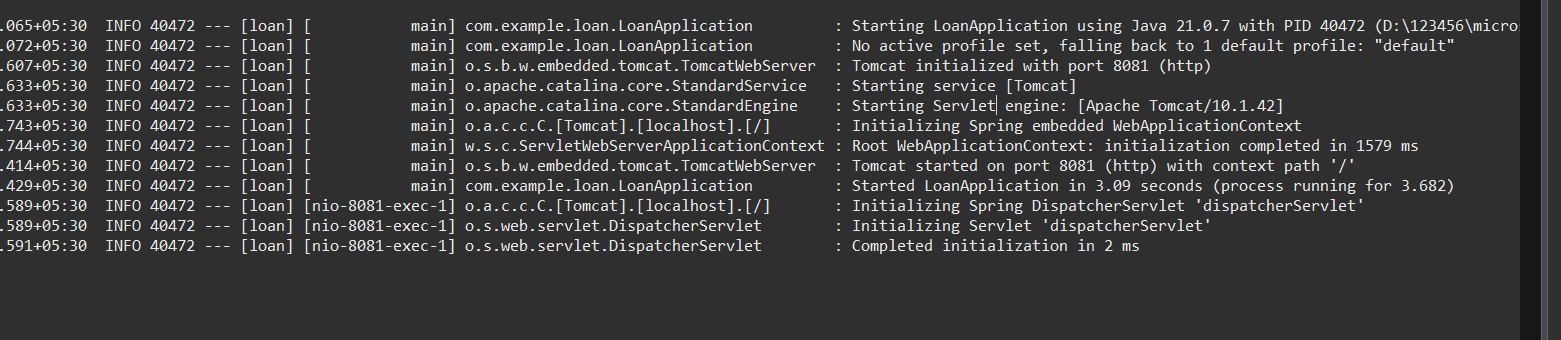 .065+05:30  INFO 40472 --- [loan] [           main] com.example.loan.LoanApplication         : Starting LoanApplication using Java 21.0.7 with PID 40472 (D:\123456\micro
.072+05:30  INFO 40472 --- [loan] [           main] com.example.loan.LoanApplication         : No active profile set, falling back to 1 default profile: "default"
.607+05:30  INFO 40472 --- [loan] [           main] o.s.b.w.embedded.tomcat.TomcatWebServer  : Tomcat initialized with port 8081 (http)
.633+05:30  INFO 40472 --- [loan] [           main] o.apache.catalina.core.StandardService   : Starting service [Tomcat]
.633+05:30  INFO 40472 --- [loan] [           main] o.apache.catalina.core.StandardEngine    : Starting Servlet engine: [Apache Tomcat/10.1.42]
.743+05:30  INFO 40472 --- [loan] [           main] o.a.c.c.C.[Tomcat].[localhost].[/]       : Initializing Spring embedded WebApplicationContext
.744+05:30  INFO 40472 --- [loan] [           main] w.s.c.ServletWebServerApplicationContext : Root WebApplicationContext: initialization completed in 1579 ms
.414+05:30  INFO 40472 --- [loan] [           main] o.s.b.w.embedded.tomcat.TomcatWebServer  : Tomcat started on port 8081 (http) with context path '/'
.429+05:30  INFO 40472 --- [loan] [           main] com.example.loan.LoanApplication         : Started LoanApplication in 3.09 seconds (process running for 3.682)
.589+05:30  INFO 40472 --- [loan] [nio-8081-exec-1] o.a.c.c.C.[Tomcat].[localhost].[/]       : Initializing Spring DispatcherServlet 'dispatcherServlet'
.589+05:30  INFO 40472 --- [loan] [nio-8081-exec-1] o.s.web.servlet.DispatcherServlet        : Initializing Servlet 'dispatcherServlet'
.591+05:30  INFO 40472 --- [loan] [nio-8081-exec-1] o.s.web.servlet.DispatcherServlet        : Completed initialization in 2 ms